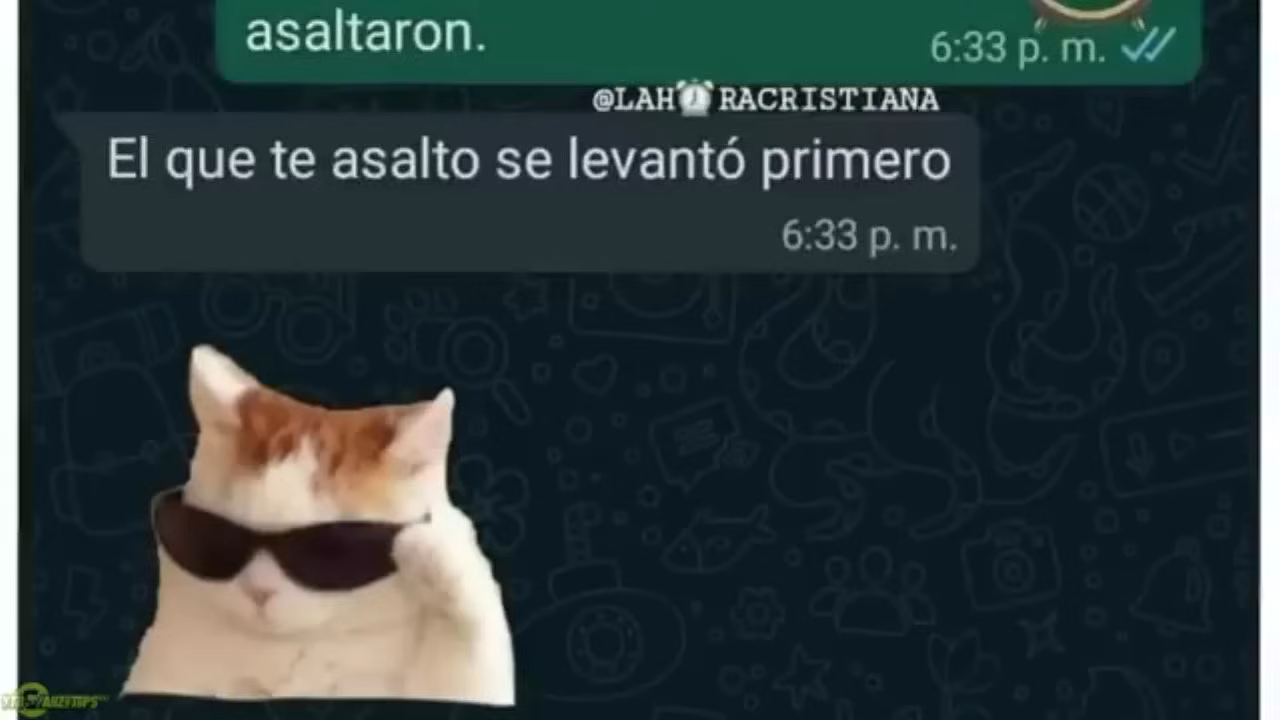 asaltaron.
6:33 p. m.
@LAH RACRISTIANA
El que te asalto se levantó primero
6:33 p. m.